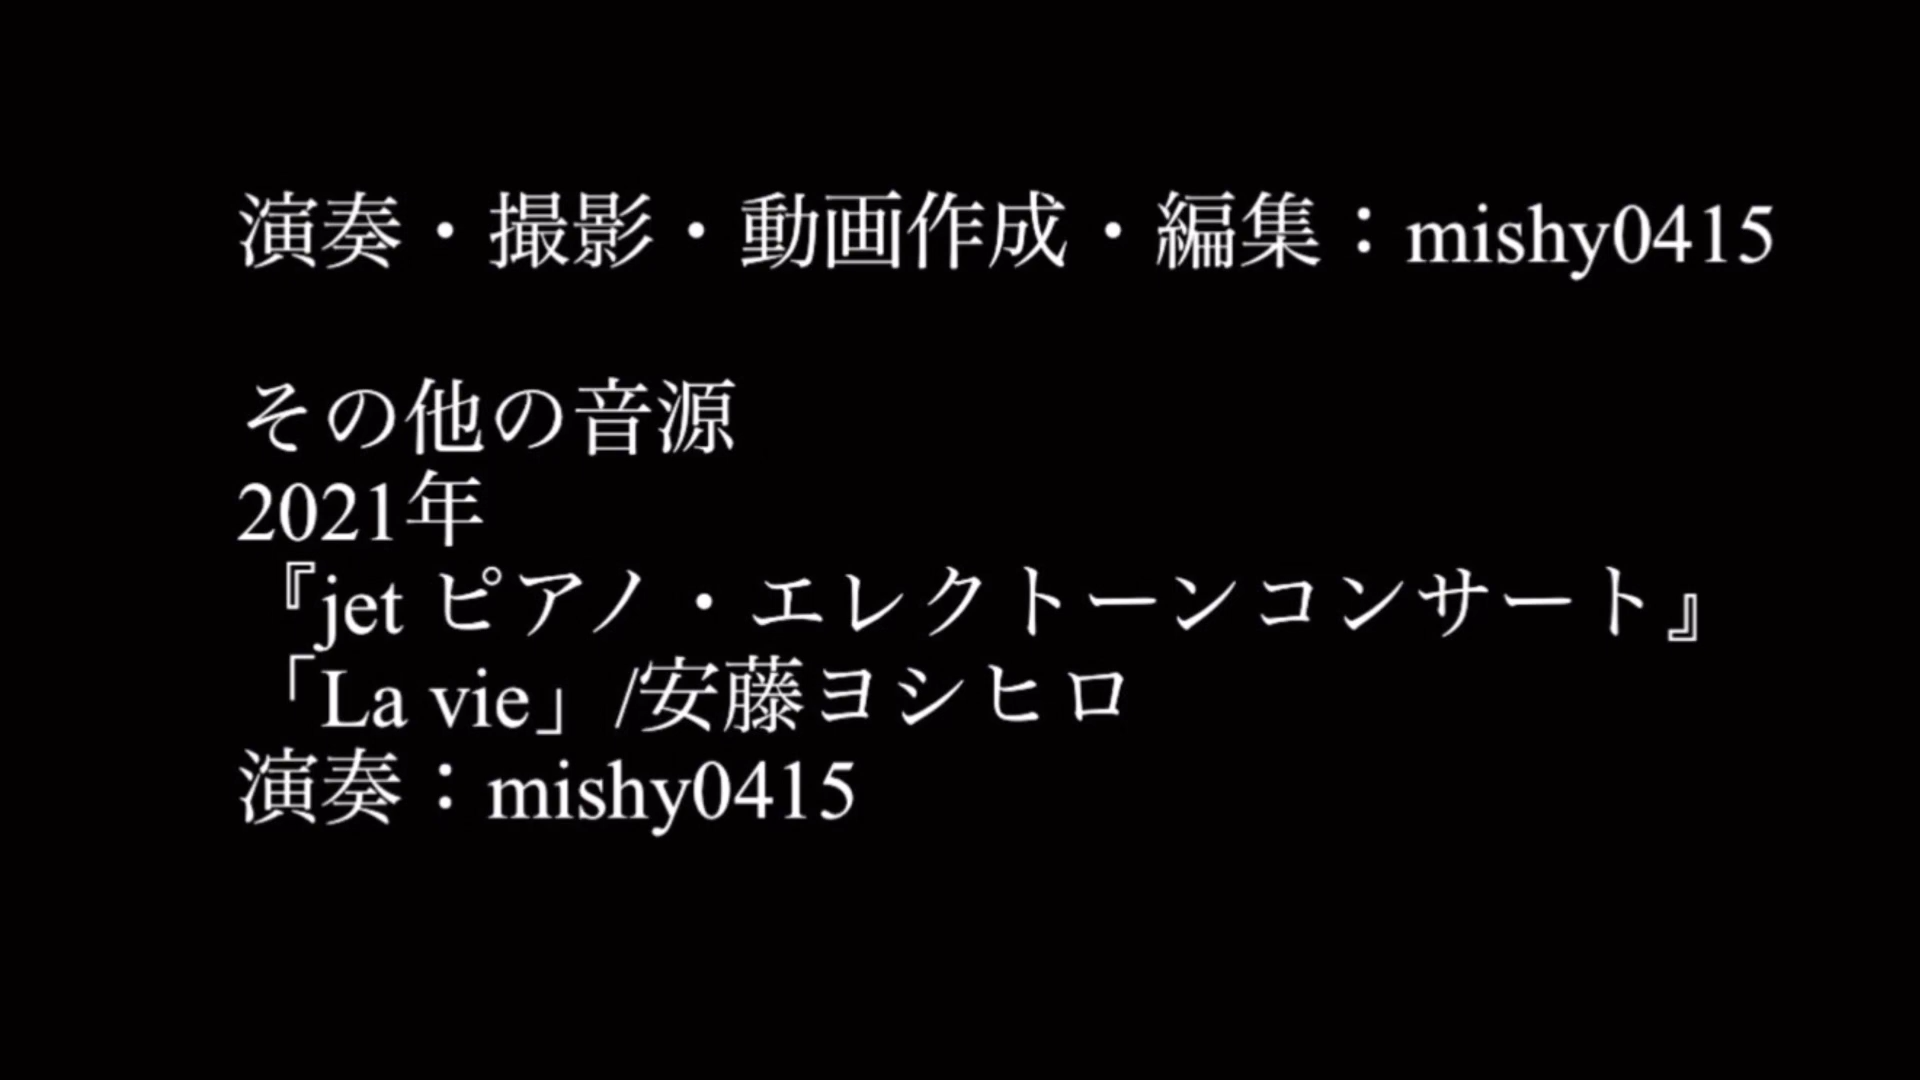 演奏・撮影・動画作成・編集：mishy0415
その他の音源
2021年
『jet ピアノ・エレクトーンコンサート』
「La vie」/安藤ヨシヒロ
演奏：mishy0415